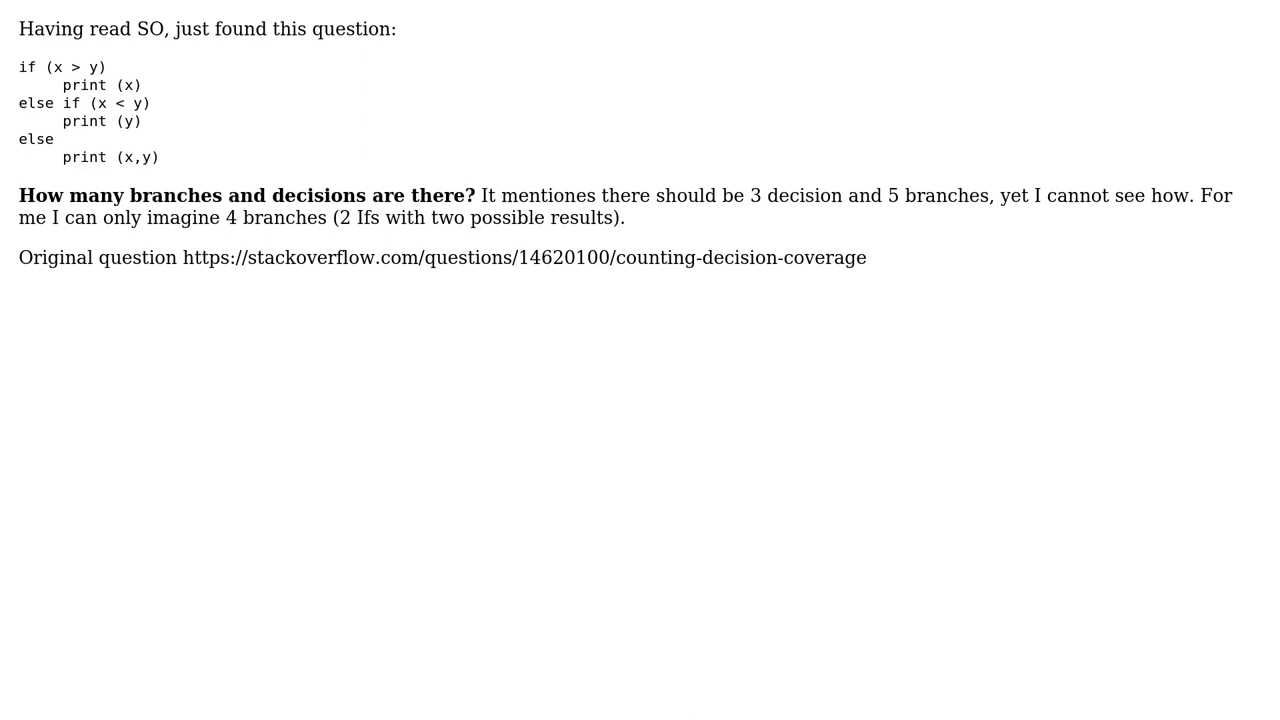 Having read SO, just found this question:
if (x > y)
     print (x)
else if (x < y)
     print (y)
else
     print (x,y)
How many branches and decisions are there? It mentiones there should be 3 decision and 5 branches, yet I cannot see how. For
me I can only imagine 4 branches (2 Ifs with two possible results).
Original question https://stackoverflow.com/questions/14620100/counting-decision-coverage